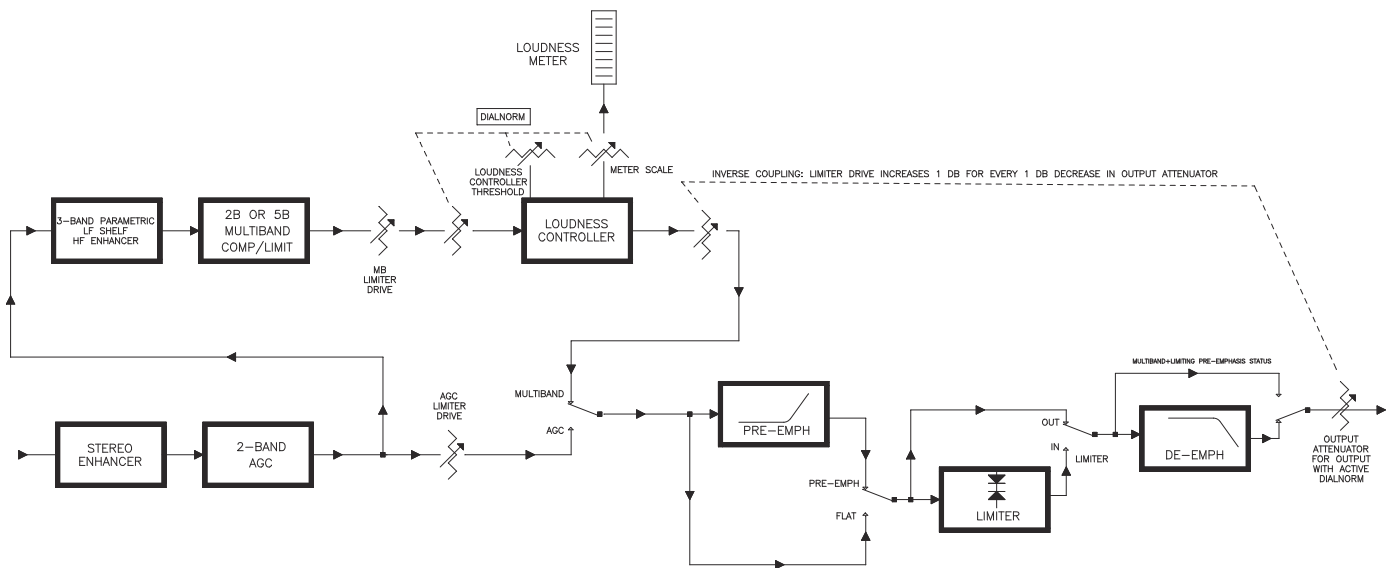 LOUDNESS
METER
DIALNORM
LOUDNESS
CONTROLLER
THRESHOLD
METER SCALE
INVERSE COUPLING: LIMITER DRIVE INCREASES 1 DB FOR EVERY 1 DB DECREASE IN OUTPUT ATTENUATOR
3-BAND PARAMETRIC
LF SHELF
HF ENHANCER
2B OR 5B
MULTIBAND
COMP/LIMIT
MB
LIMITER
DRIVE
LOUDNESS
CONTROLLER
STEREO
ENHANCER
2-BAND
AGC
AGC
LIMITER
DRIVE
MULTIBAND
AGC
PRE-EMPH
PRE-EMPH
FLAT
LIMITER
OUT
IN
LIMITER
MULTIBAND+LIMITING PRE-EMPHASIS STATUS
DE-EMPH
OUTPUT
ATTENUATOR
FOR OUTPUT
WITH ACTIVE
DIALNORM